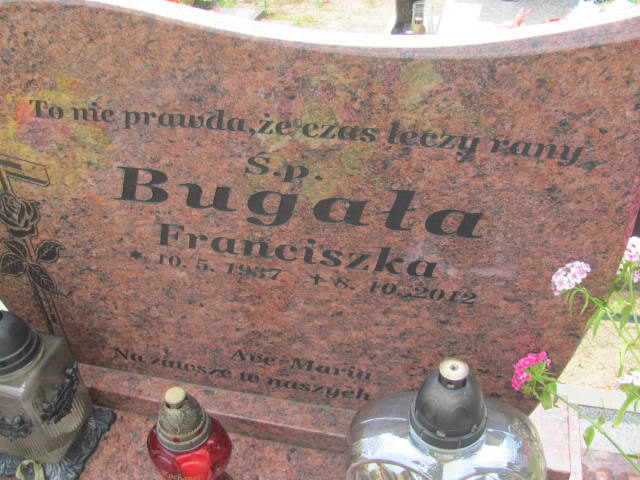 To nie prawda, że czas leczy rany,
Ś.p.
Bugała
Franciszka
* 10. 5. 1937 + 8. 10. 2012
Ave-Maria
Na zawsze w naszych